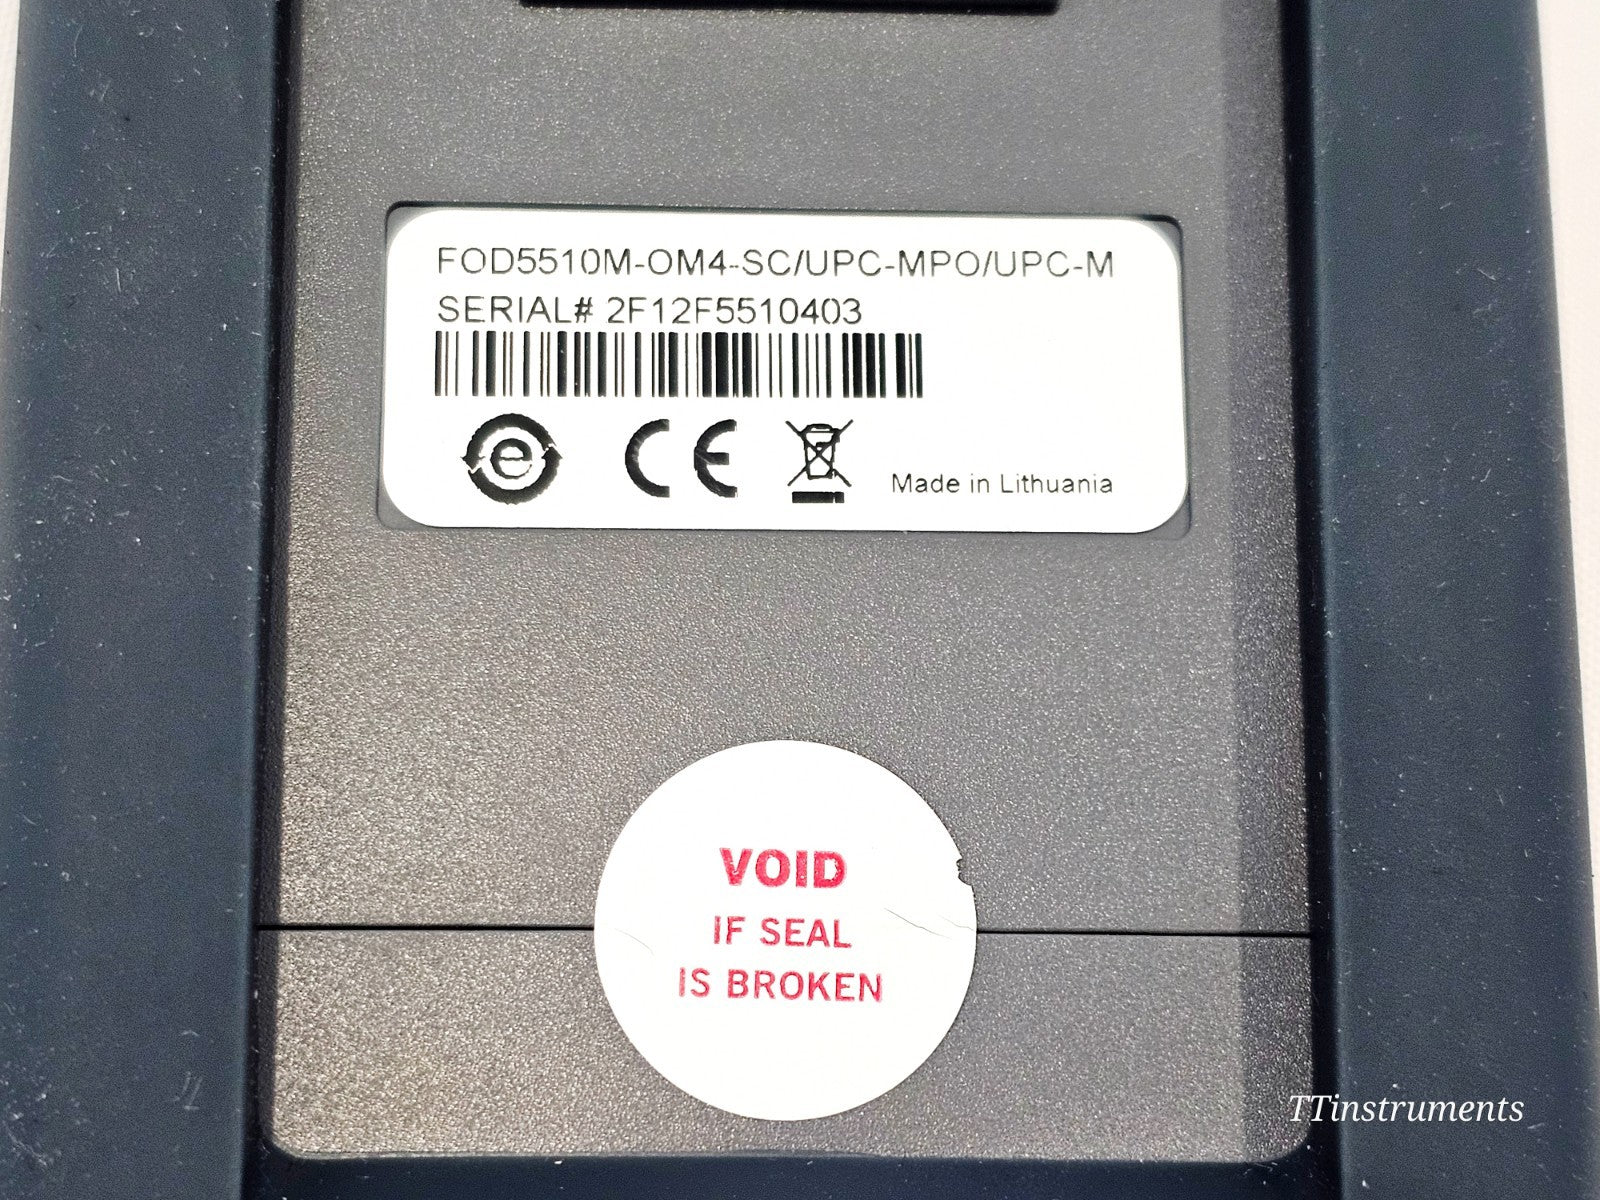 FOD5510M-OM4-SC/UPC-MPO/UPC-M
SERIAL# 2F12F5510403
e
CE
Made in Lithuania
VOID
IF SEAL
IS BROKEN
TTinstruments